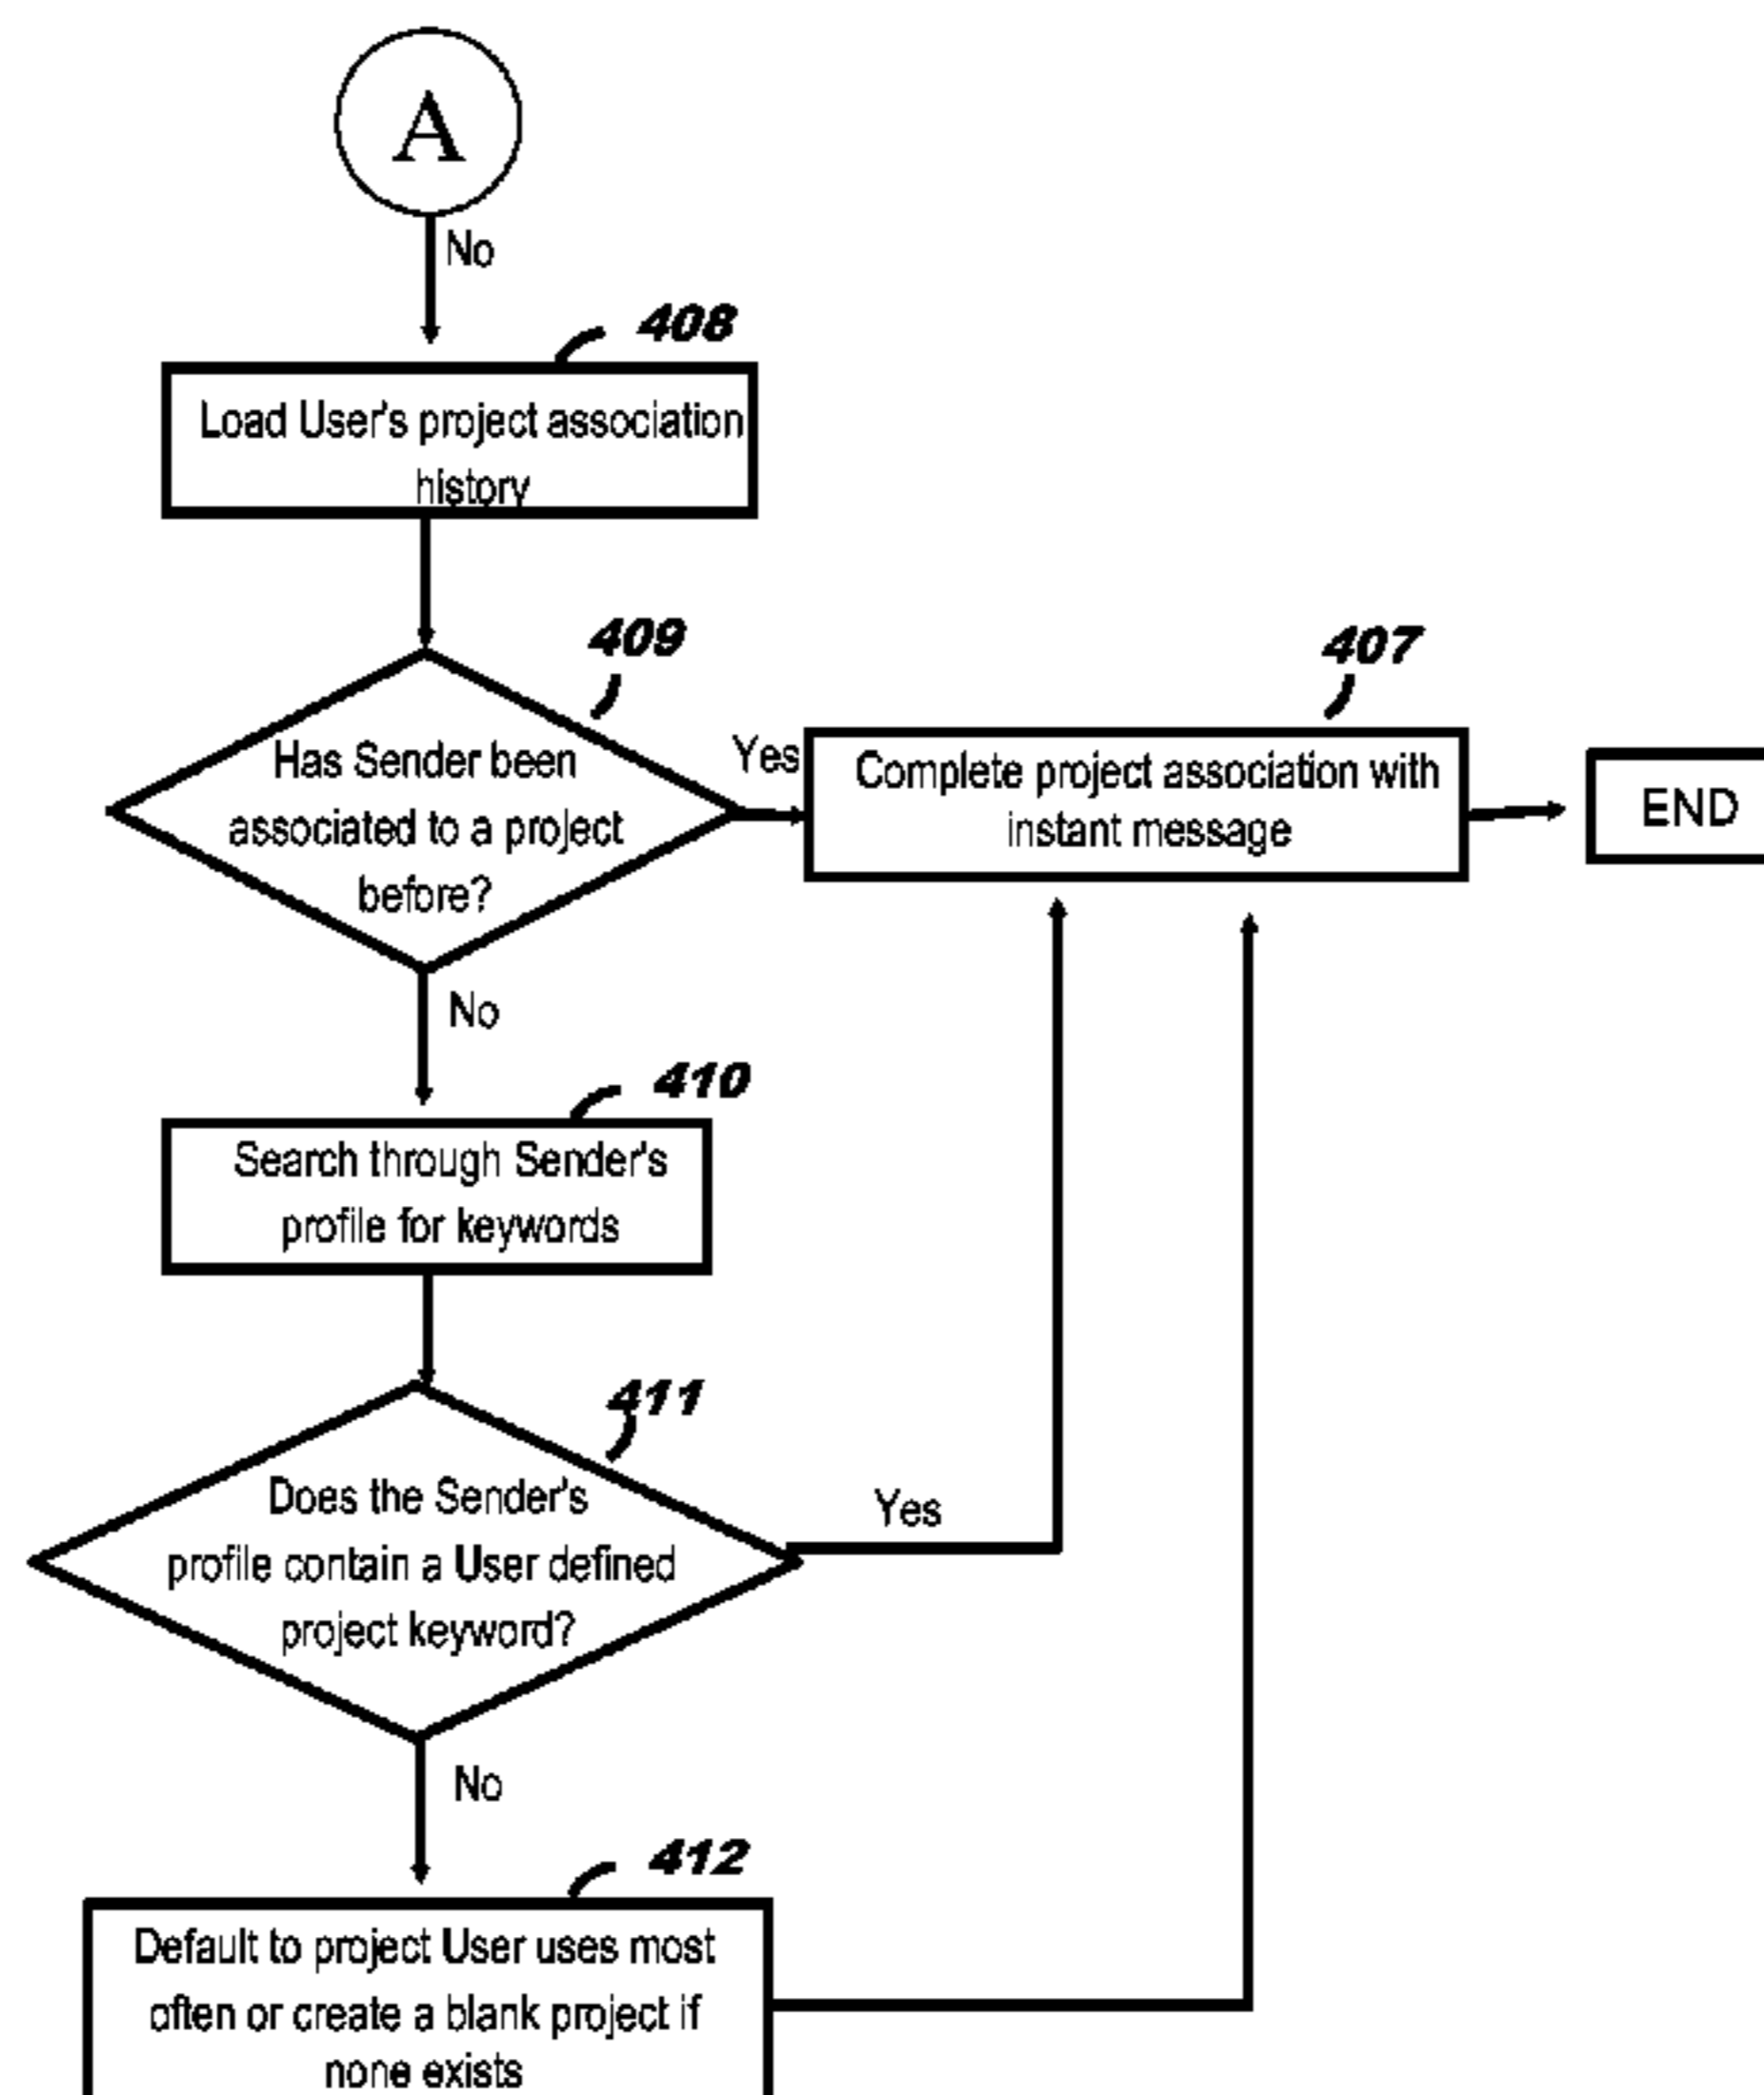 A
No
408
Load User's project association
history
409
Has Sender been
associated to a project
before?
Yes
407
Complete project association with
instant message
END
No
410
Search through Sender's
profile for keywords
411
Does the Sender's
profile contain a User defined
project keyword?
Yes
No
412
Default to project User uses most
often or create a blank project if
none exists